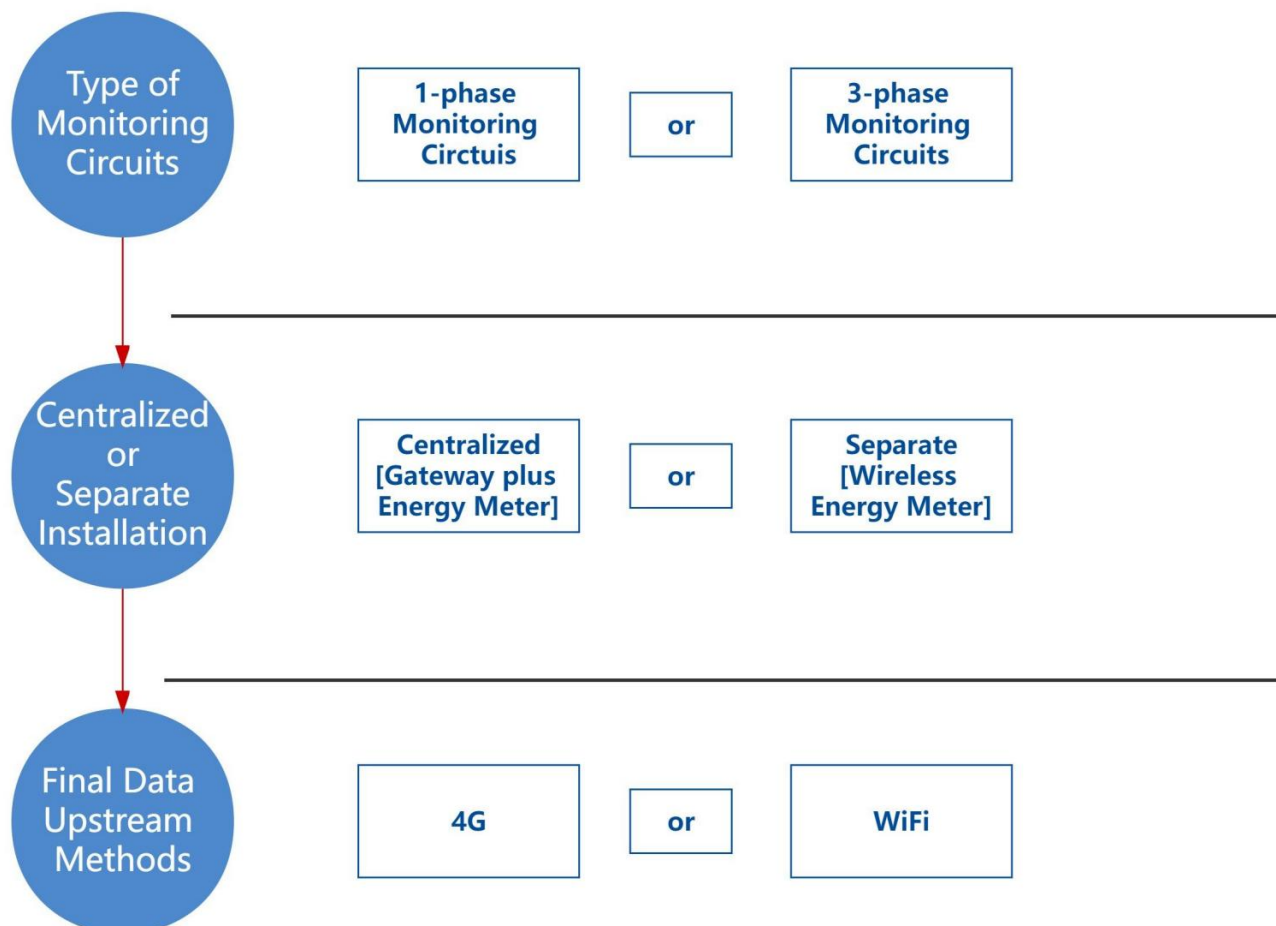 Type of
Monitoring
Circuits
1-phase
Monitoring
Circtuis
or
3-phase
Monitoring
Circuits
Centralized
or
Separate
Installation
Centralized
[Gateway plus
Energy Meter]
or
Separate
[Wireless
Energy Meter]
Final Data
Upstream
Methods
4G
or
WiFi